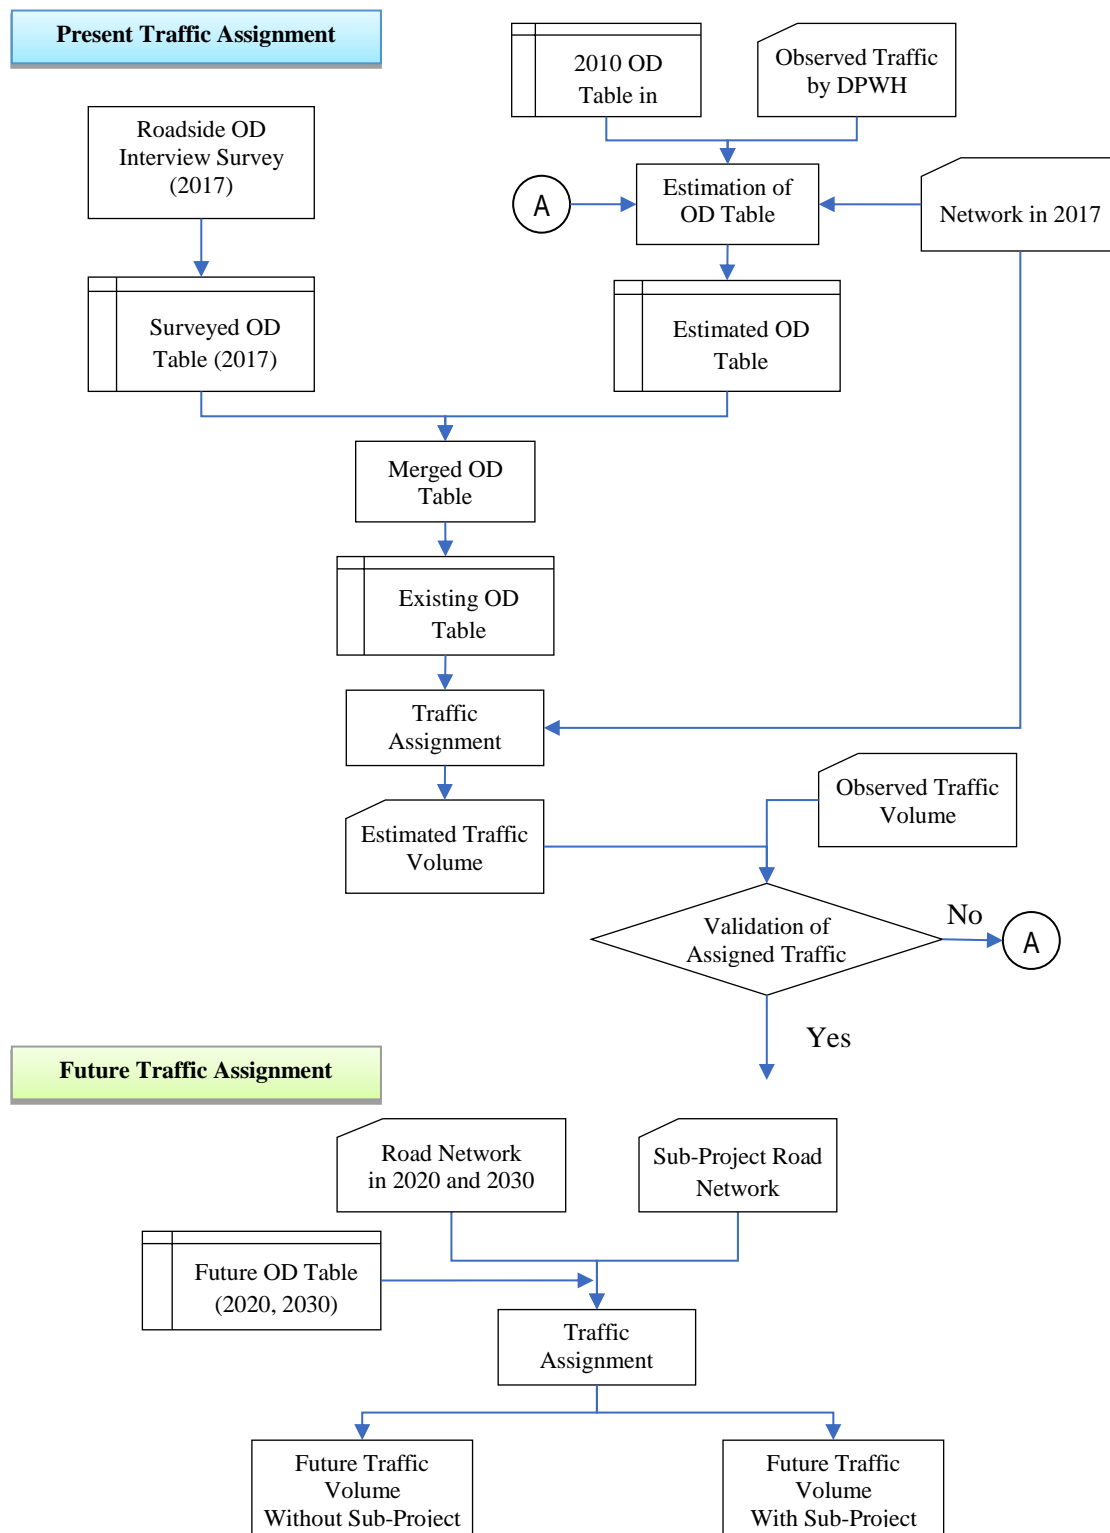 Present Traffic Assignment
2010 OD
Table in
Observed Traffic
by DPWH
Roadside OD
Interview Survey
(2017)
A
Estimation of
OD Table
Network in 2017
Surveyed OD
Table (2017)
Estimated OD
Table
Merged OD
Table
Existing OD
Table
Traffic
Assignment
Observed Traffic
Volume
Estimated Traffic
Volume
Validation of
Assigned Traffic
No
A
Yes
Future Traffic Assignment
Road Network
in 2020 and 2030
Sub-Project Road
Network
Future OD Table
(2020, 2030)
Traffic
Assignment
Future Traffic
Volume
Without Sub-Project
Future Traffic
Volume
With Sub-Project